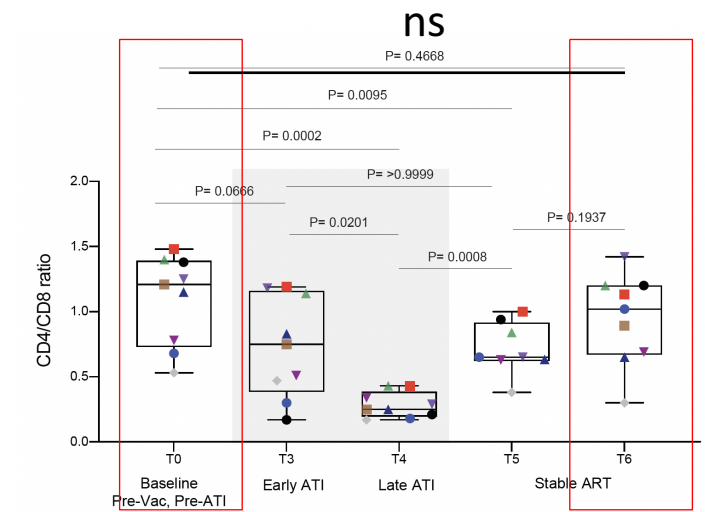 ns
P= 0.4668
P= 0.0095
P= 0.0002
P= >0.9999
P= 0.0666
P= 0.0201
P= 0.1937
P= 0.0008
CD4/CD8 ratio
2.0
1.5
1.0
0.5
0.0
T0 T3 T4 T5 T6
Baseline Early ATI Late ATI Stable ART
Pre-Vac, Pre-ATI